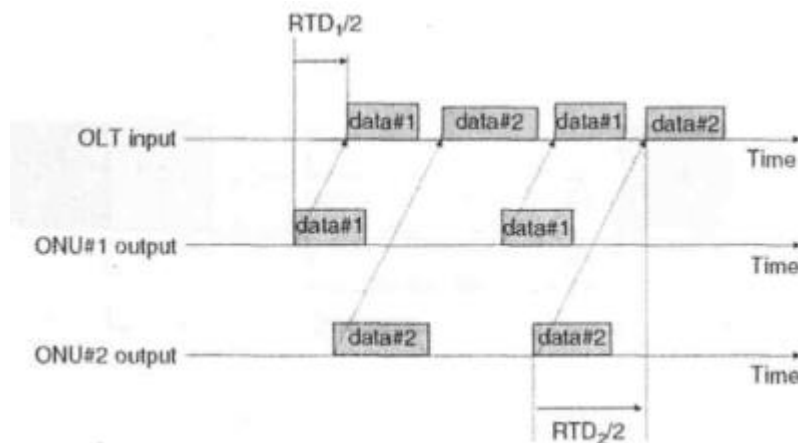 RTD1/2
data#1 data#2 data#1 data#2
OLT input
Time
data#1 data#1
ONU#1 output
Time
data#2 data#2
ONU#2 output
Time
RTD2/2